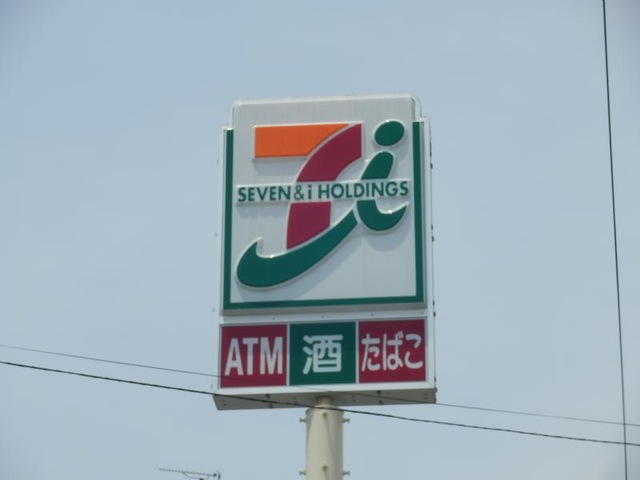 SEVEN & i HOLDINGS
ATM 酒 たばこ